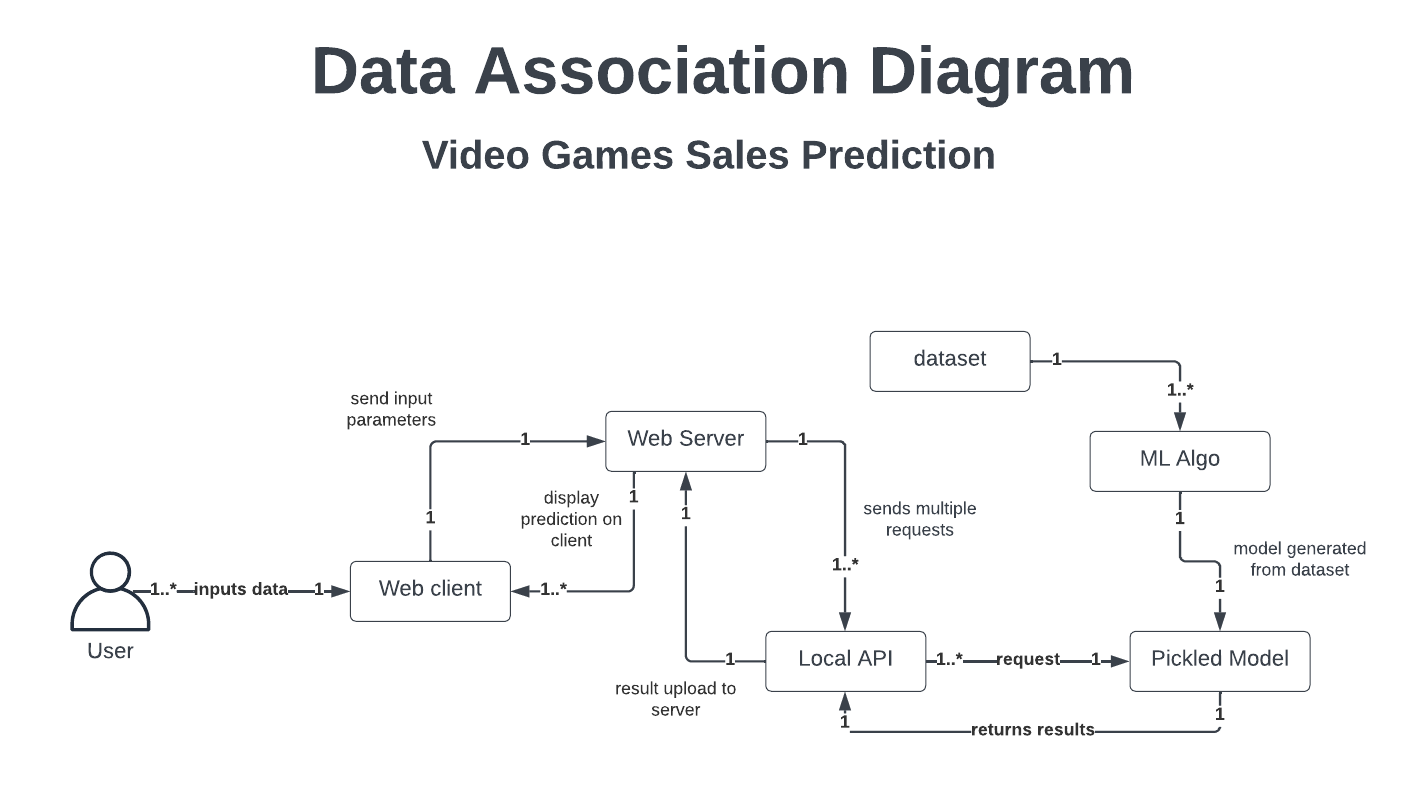 Data Association Diagram
Video Games Sales Prediction
dataset
1
1..*
send input
parameters
1
Web Server
1
ML Algo
display
prediction on
client
1
1
sends multiple
requests
1
1
1..*
model generated
from dataset
1
User
1..*
inputs data
1
Web client
1..*
Local API
1..*
request
1
Pickled Model
1
result upload to
server
1
returns results
1